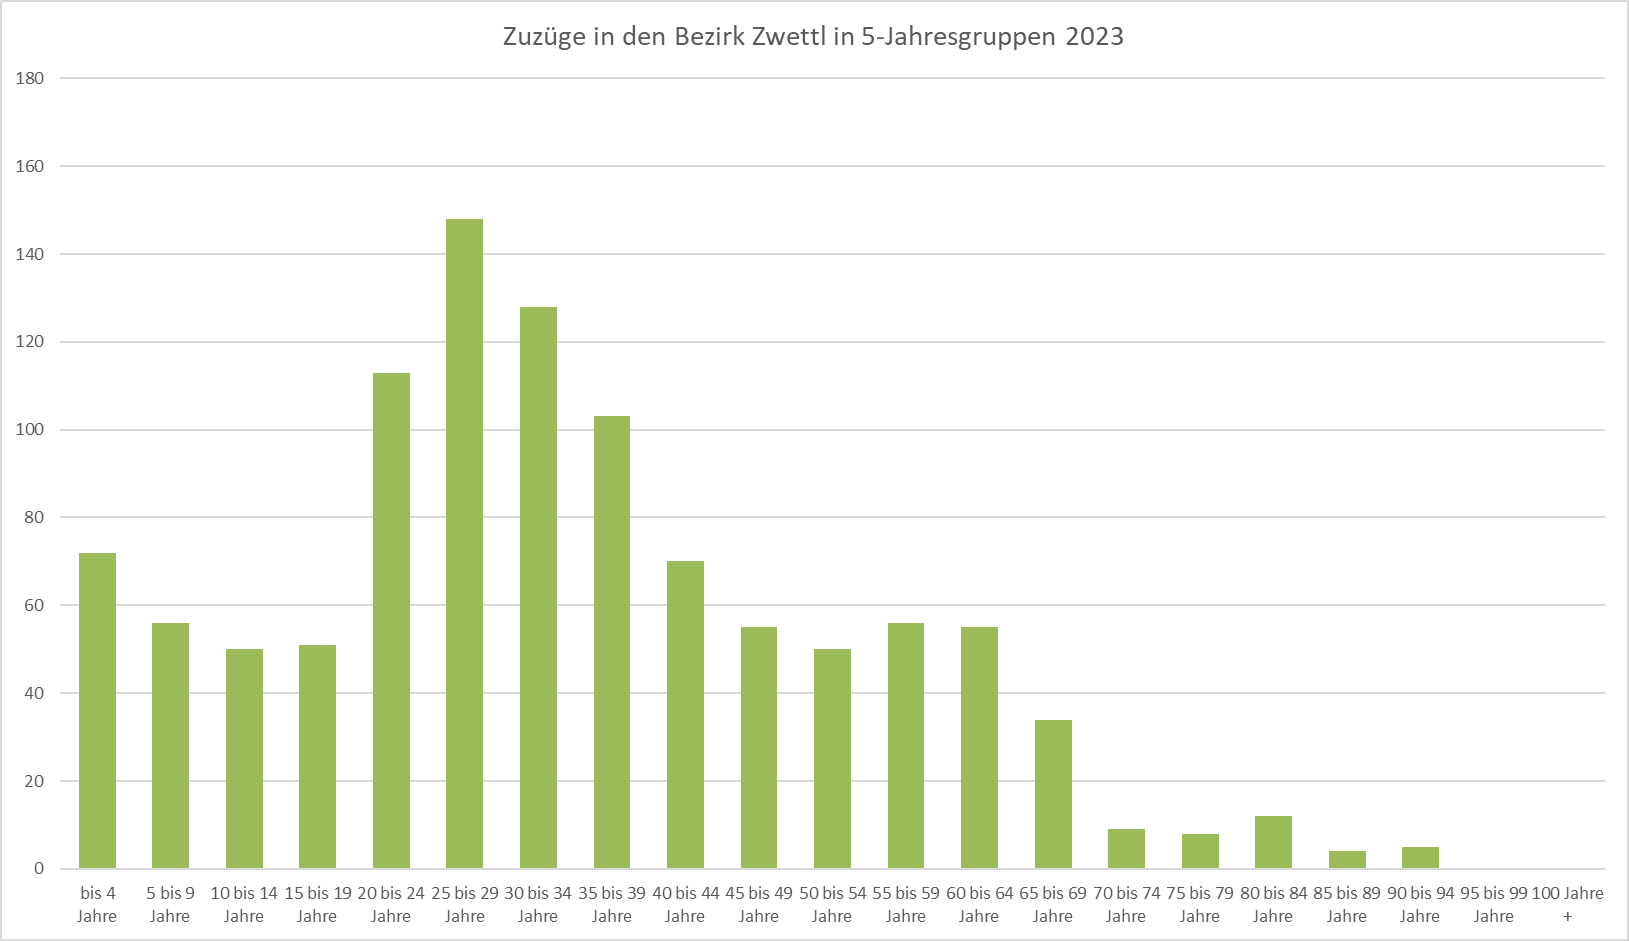 Zuzüge in den Bezirk Zwettl in 5-Jahresgruppen 2023
180
160
140
120
100
80
60
40
20
0
bis 4 Jahre
5 bis 9 Jahre
10 bis 14 Jahre
15 bis 19 Jahre
20 bis 24 Jahre
25 bis 29 Jahre
30 bis 34 Jahre
35 bis 39 Jahre
40 bis 44 Jahre
45 bis 49 Jahre
50 bis 54 Jahre
55 bis 59 Jahre
60 bis 64 Jahre
65 bis 69 Jahre
70 bis 74 Jahre
75 bis 79 Jahre
80 bis 84 Jahre
85 bis 89 Jahre
90 bis 94 Jahre
95 bis 99 Jahre
100 Jahre +